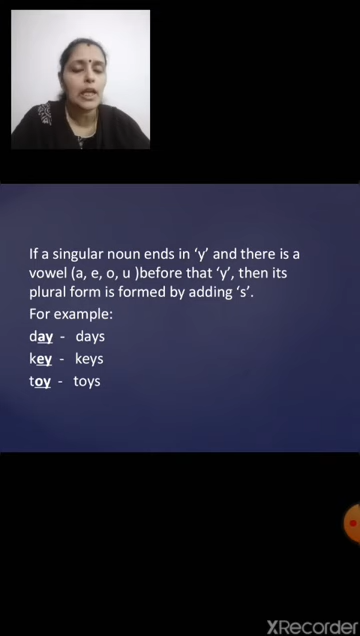 If a singular noun ends in ‘y’ and there is a
vowel (a, e, o, u )before that ‘y’, then its
plural form is formed by adding ‘s’.
For example:
day - days
key - keys
toy - toys
XRecorder